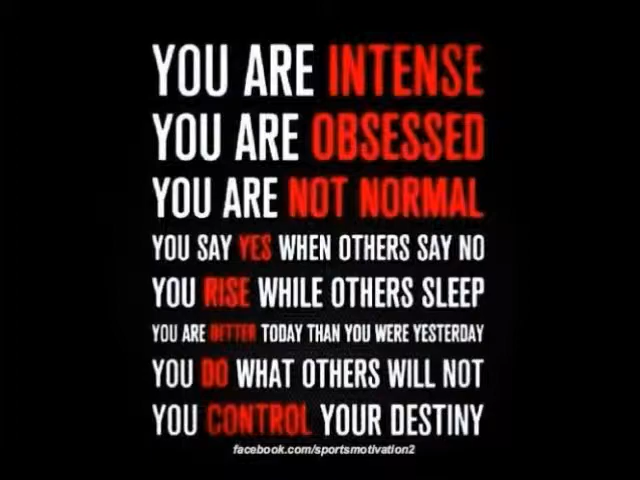 YOU ARE INTENSE
YOU ARE OBSESSED
YOU ARE NOT NORMAL
YOU SAY YES WHEN OTHERS SAY NO
YOU RISE WHILE OTHERS SLEEP
YOU ARE BETTER TODAY THAN YOU WERE YESTERDAY
YOU DO WHAT OTHERS WILL NOT
YOU CONTROL YOUR DESTINY
facebook.com/sportsmotivation2